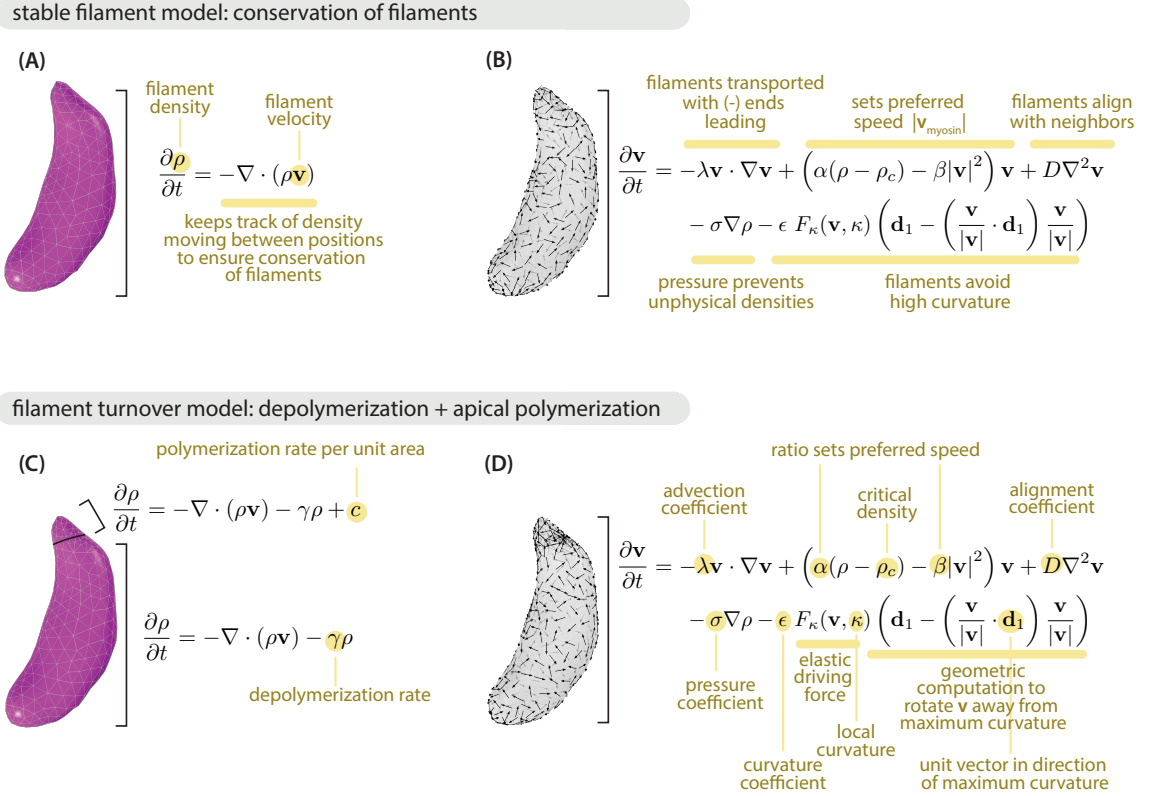 stable filament model: conservation of filaments
(A)
filament
density
filament
velocity
∂ρ/∂t = −∇ · (ρv)
keeps track of density
moving between positions
to ensure conservation
of filaments
(B)
filaments transported
with (-) ends
leading
sets preferred
speed |v_myosin|
filaments align
with neighbors
∂v/∂t = −λv · ∇v + (α(ρ − ρ_c) − β|v|²) v + D∇²v
− σ∇ρ − ϵ F_κ(v, κ) (d₁ − (v/|v| · d₁) v/|v|)
pressure prevents
unphysical densities
filaments avoid
high curvature
filament turnover model: depolymerization + apical polymerization
(C)
polymerization rate per unit area
∂ρ/∂t = −∇ · (ρv) − γρ + c
∂ρ/∂t = −∇ · (ρv) − γρ
depolymerization rate
(D)
ratio sets preferred speed
advection
coefficient
critical
density
alignment
coefficient
∂v/∂t = −λv · ∇v + (α(ρ − ρ_c) − β|v|²) v + D∇²v
− σ∇ρ − ϵ F_κ(v, κ) (d₁ − (v/|v| · d₁) v/|v|)
pressure
coefficient
elastic
driving
force
geometric
computation to
rotate v away from
maximum curvature
local
curvature
curvature
coefficient
unit vector in direction
of maximum curvature